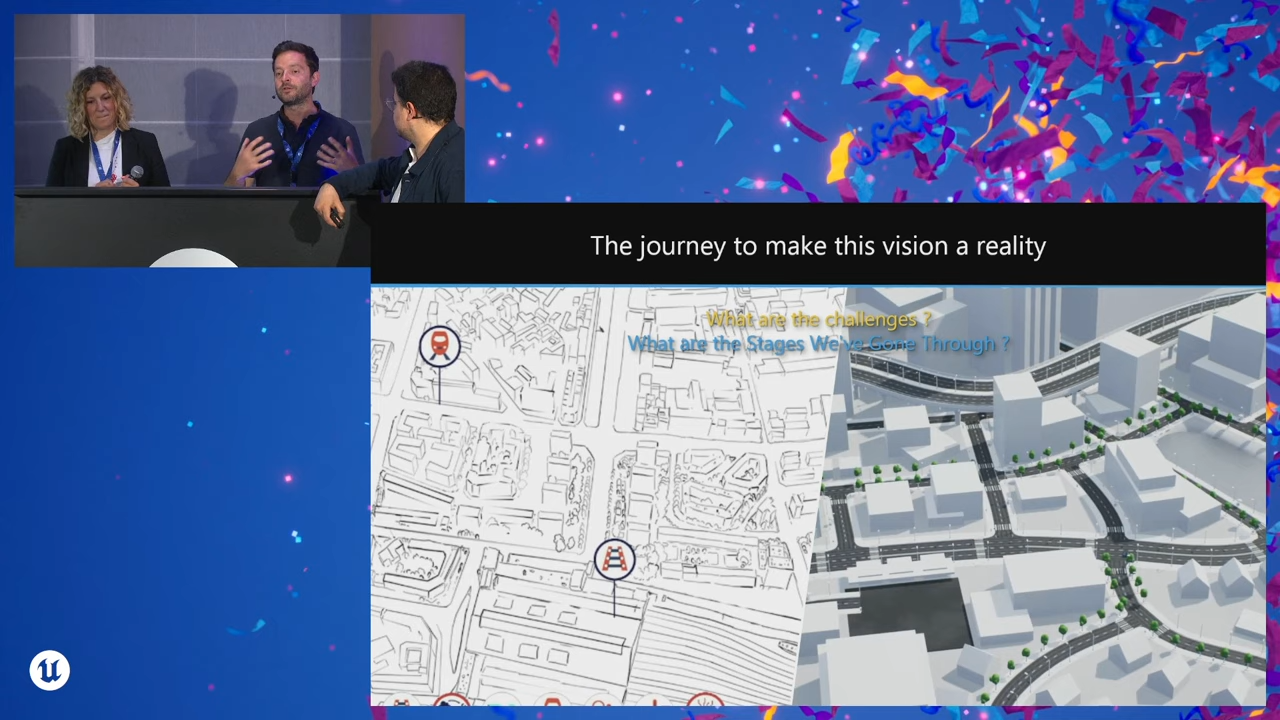 The journey to make this vision a reality
What are the challenges ?
What are the Stages We've Gone Through ?